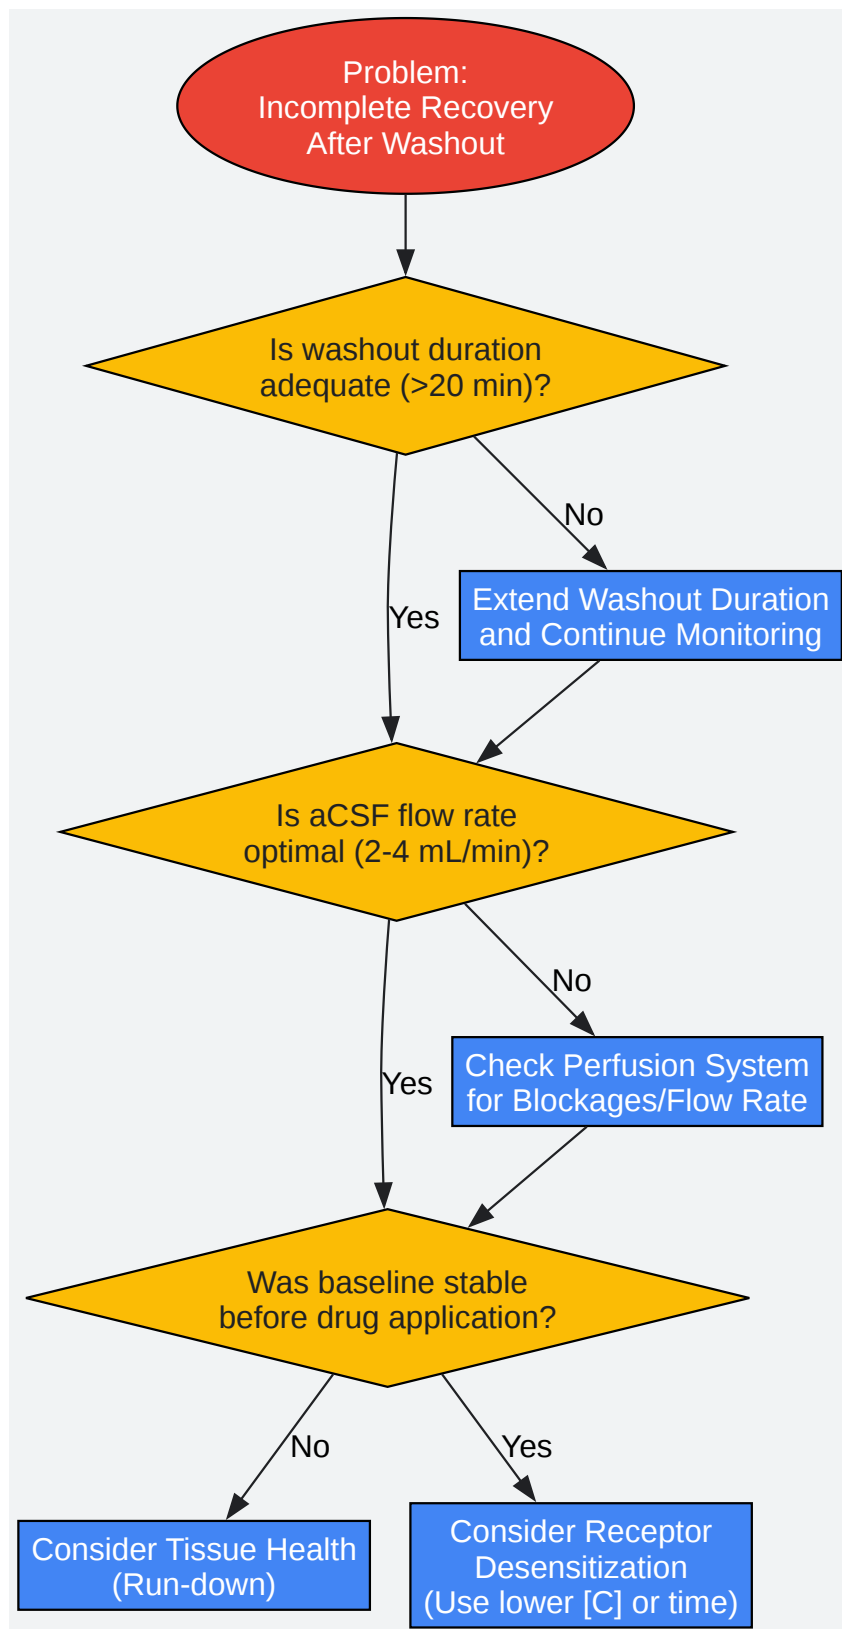 Problem:
Incomplete Recovery
After Washout
Is washout duration
adequate (>20 min)?
No
Extend Washout Duration
and Continue Monitoring
Yes
Is aCSF flow rate
optimal (2-4 mL/min)?
No
Check Perfusion System
for Blockages/Flow Rate
Yes
Was baseline stable
before drug application?
No
Yes
Consider Tissue Health
(Run-down)
Consider Receptor
Desensitization
(Use lower [C] or time)